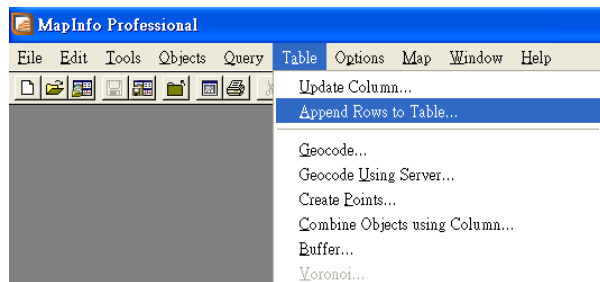 MapInfo Professional
File Edit Tools Objects Query Table Options Map Window Help
Update Column...
Append Rows to Table...
Geocode...
Geocode Using Server...
Create Points...
Combine Objects using Column...
Buffer...
Voronoi...